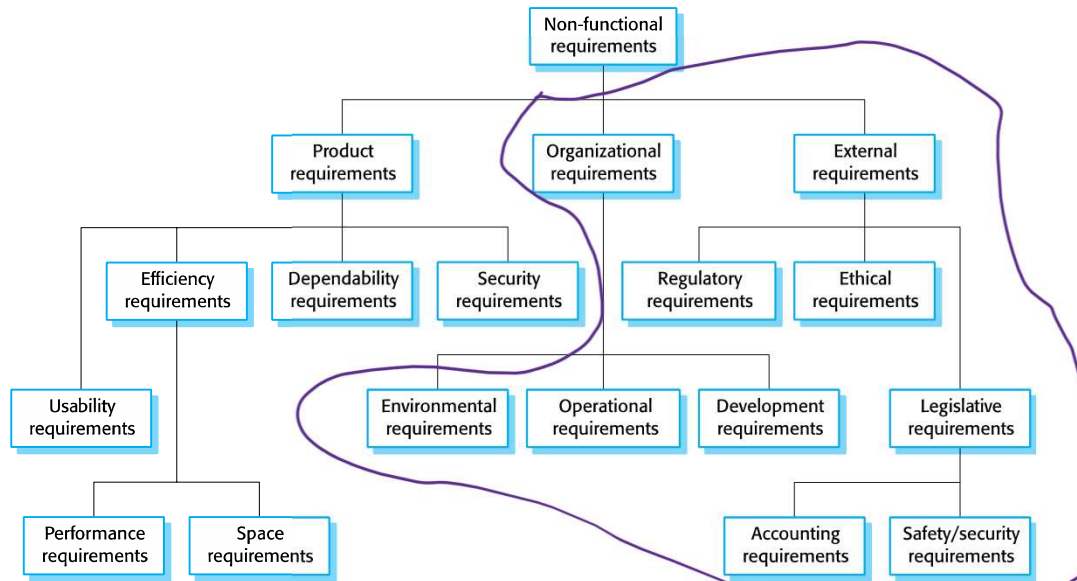 Non-functional
requirements
Product
requirements
Organizational
requirements
External
requirements
Efficiency
requirements
Dependability
requirements
Security
requirements
Regulatory
requirements
Ethical
requirements
Usability
requirements
Environmental
requirements
Operational
requirements
Development
requirements
Legislative
requirements
Performance
requirements
Space
requirements
Accounting
requirements
Safety/security
requirements